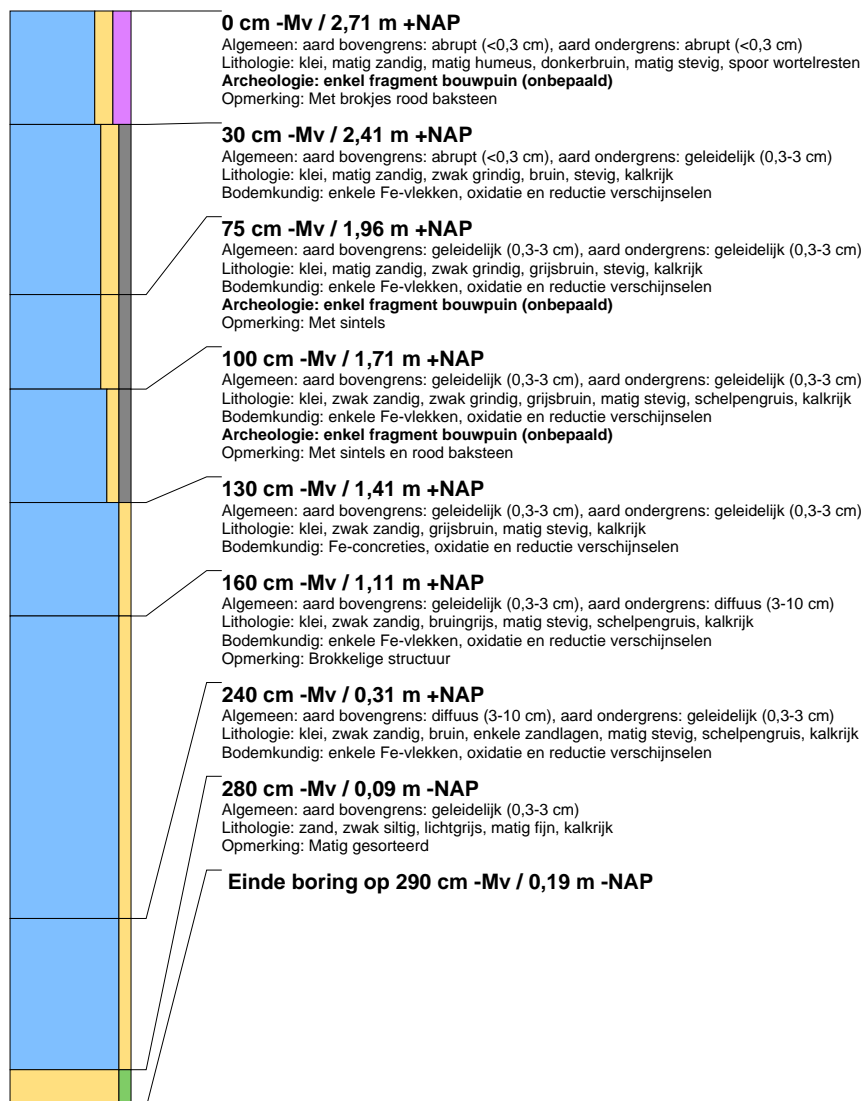 0 cm -Mv / 2,71 m +NAP
Algemeen: aard bovengrens: abrupt (<0,3 cm), aard ondergrens: abrupt (<0,3 cm)
Lithologie: klei, matig zandig, matig humeus, donkerbruin, matig stevig, spoor wortelresten
Archeologie: enkel fragment bouwpuin (onbepaald)
Opmerking: Met brokjes rood baksteen
30 cm -Mv / 2,41 m +NAP
Algemeen: aard bovengrens: abrupt (<0,3 cm), aard ondergrens: geleidelijk (0,3-3 cm)
Lithologie: klei, matig zandig, zwak grindig, bruin, stevig, kalkrijk
Bodemkundig: enkele Fe-vlekken, oxidatie en reductie verschijnselen
75 cm -Mv / 1,96 m +NAP
Algemeen: aard bovengrens: geleidelijk (0,3-3 cm), aard ondergrens: geleidelijk (0,3-3 cm)
Lithologie: klei, matig zandig, zwak grindig, grijsbruin, stevig, kalkrijk
Bodemkundig: enkele Fe-vlekken, oxidatie en reductie verschijnselen
Archeologie: enkel fragment bouwpuin (onbepaald)
Opmerking: Met sintels
100 cm -Mv / 1,71 m +NAP
Algemeen: aard bovengrens: geleidelijk (0,3-3 cm), aard ondergrens: geleidelijk (0,3-3 cm)
Lithologie: klei, zwak zandig, zwak grindig, grijsbruin, matig stevig, schelpengruis, kalkrijk
Bodemkundig: enkele Fe-vlekken, oxidatie en reductie verschijnselen
Archeologie: enkel fragment bouwpuin (onbepaald)
Opmerking: Met sintels en rood baksteen
130 cm -Mv / 1,41 m +NAP
Algemeen: aard bovengrens: geleidelijk (0,3-3 cm), aard ondergrens: geleidelijk (0,3-3 cm)
Lithologie: klei, zwak zandig, grijsbruin, matig stevig, kalkrijk
Bodemkundig: Fe-concreties, oxidatie en reductie verschijnselen
160 cm -Mv / 1,11 m +NAP
Algemeen: aard bovengrens: geleidelijk (0,3-3 cm), aard ondergrens: diffuus (3-10 cm)
Lithologie: klei, zwak zandig, bruingrijs, matig stevig, schelpengruis, kalkrijk
Bodemkundig: enkele Fe-vlekken, oxidatie en reductie verschijnselen
Opmerking: Brokkelige structuur
240 cm -Mv / 0,31 m +NAP
Algemeen: aard bovengrens: diffuus (3-10 cm), aard ondergrens: geleidelijk (0,3-3 cm)
Lithologie: klei, zwak zandig, bruin, enkele zandlagen, matig stevig, schelpengruis, kalkrijk
Bodemkundig: enkele Fe-vlekken, oxidatie en reductie verschijnselen
280 cm -Mv / 0,09 m -NAP
Algemeen: aard bovengrens: geleidelijk (0,3-3 cm)
Lithologie: zand, zwak siltig, lichtgrijs, matig fijn, kalkrijk
Opmerking: Matig gesorteerd
Einde boring op 290 cm -Mv / 0,19 m -NAP